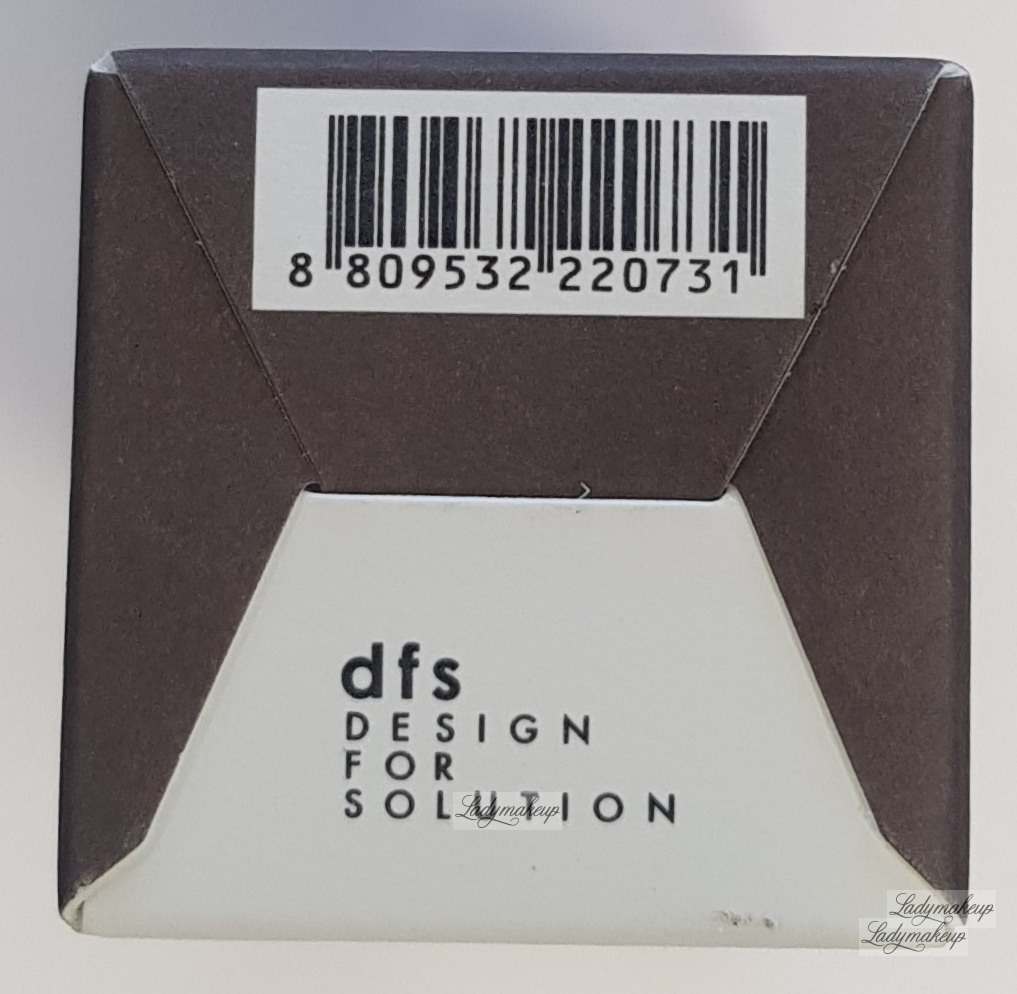 8 809532 220731
dfs
DESIGN
FOR
SOLUTION
Ladymakeup
Ladymakeup
Ladymakeup